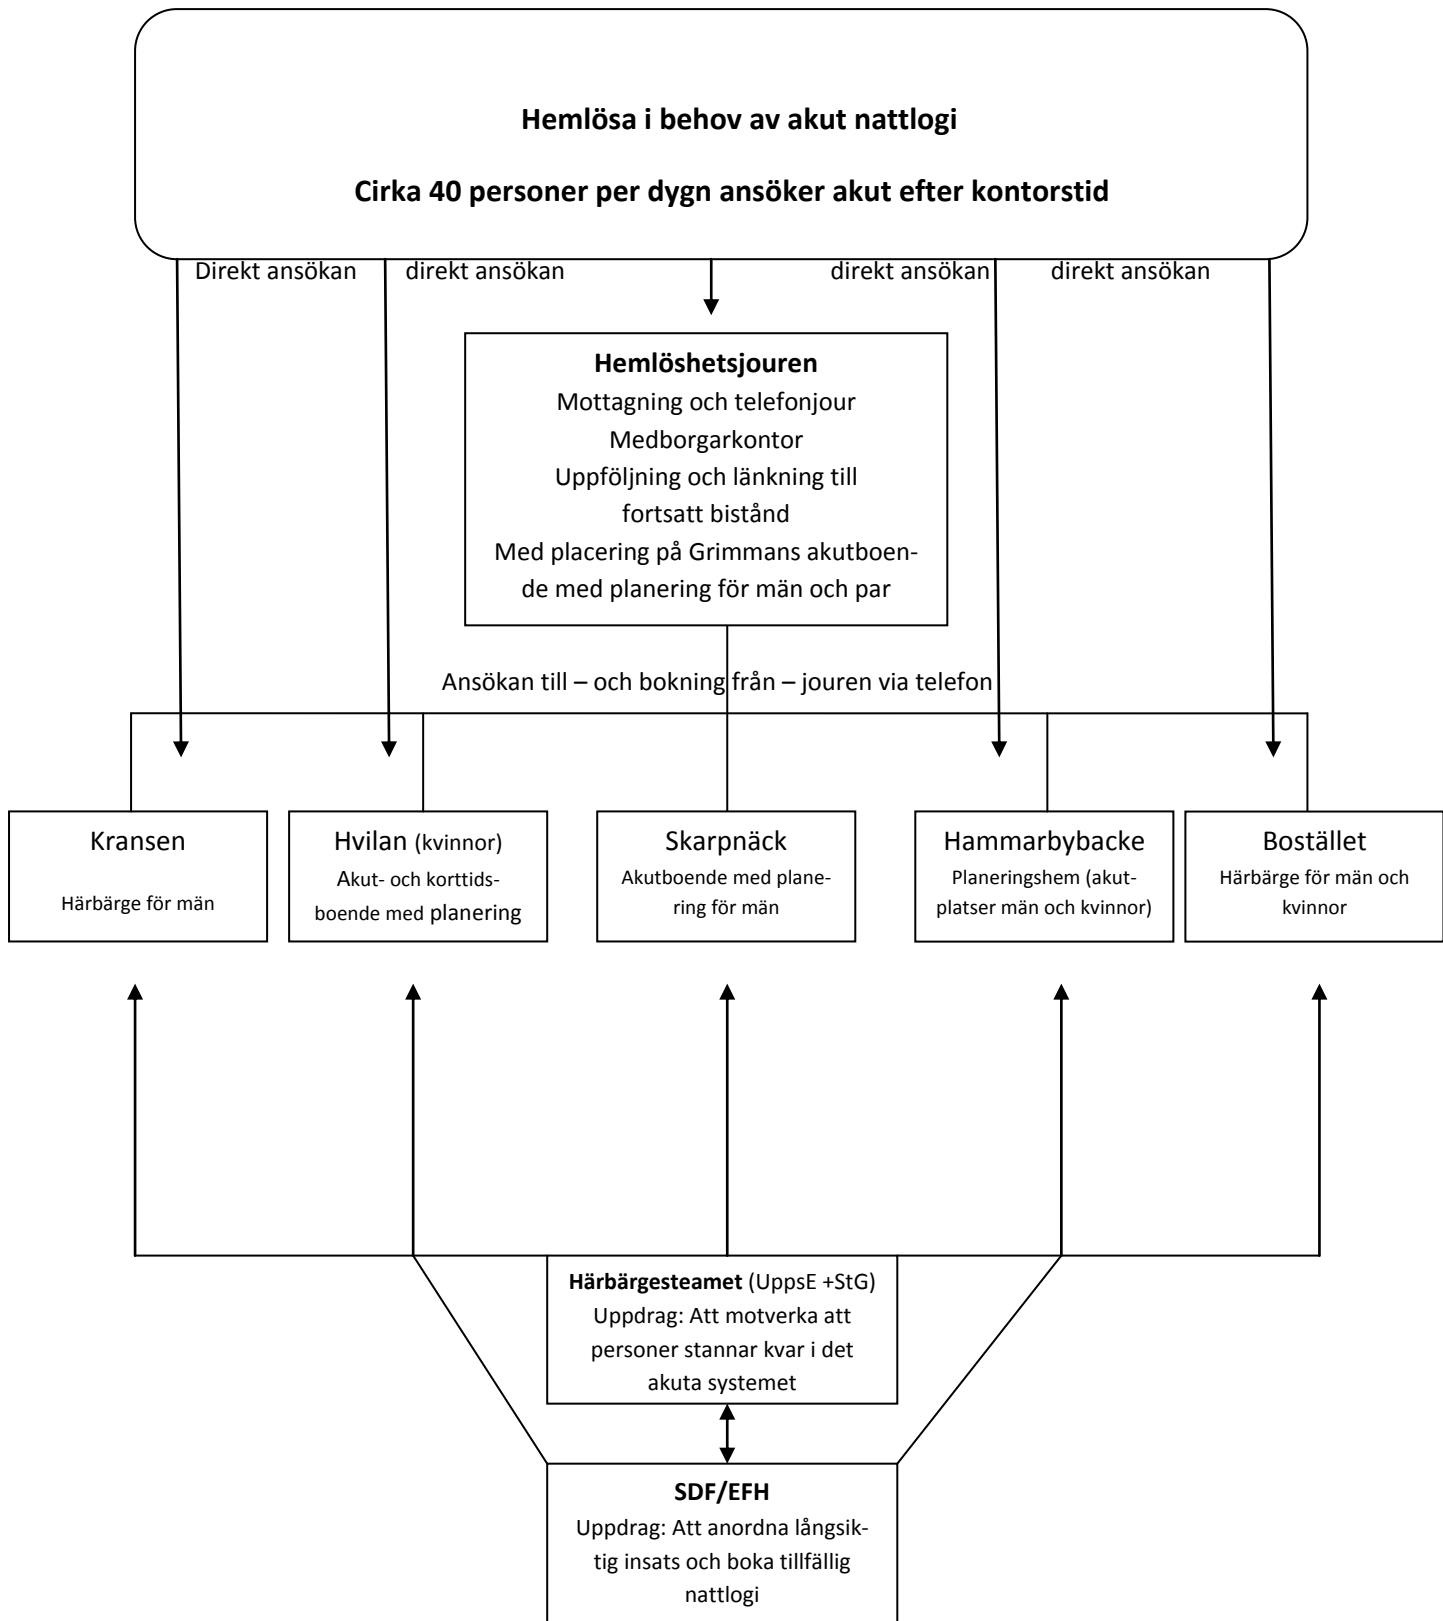 Hemlösa i behov av akut nattlogi
Cirka 40 personer per dygn ansöker akut efter kontorstid
Direkt ansökan
direkt ansökan
direkt ansökan
direkt ansökan
Hemlöshetsjouren
Mottagning och telefonjour
Medborgarkontor
Uppföljning och länkning till
fortsatt bistånd
Med placering på Grimmans akutboen-
de med planering för män och par
Ansökan till – och bokning från – jouren via telefon
Kransen
Härbärge för män
Hvilan (kvinnor)
Akut- och korttids-
boende med planering
Skarpnäck
Akutboende med plane-
ring för män
Hammarbybacke
Planeringshem (akut-
platser män och kvinnor)
Bostället
Härbärge för män och
kvinnor
Härbärgesteamet (UppsE +StG)
Uppdrag: Att motverka att
personer stannar kvar i det
akuta systemet
SDF/EFH
Uppdrag: Att anordna långsik-
tig insats och boka tillfällig
nattlogi